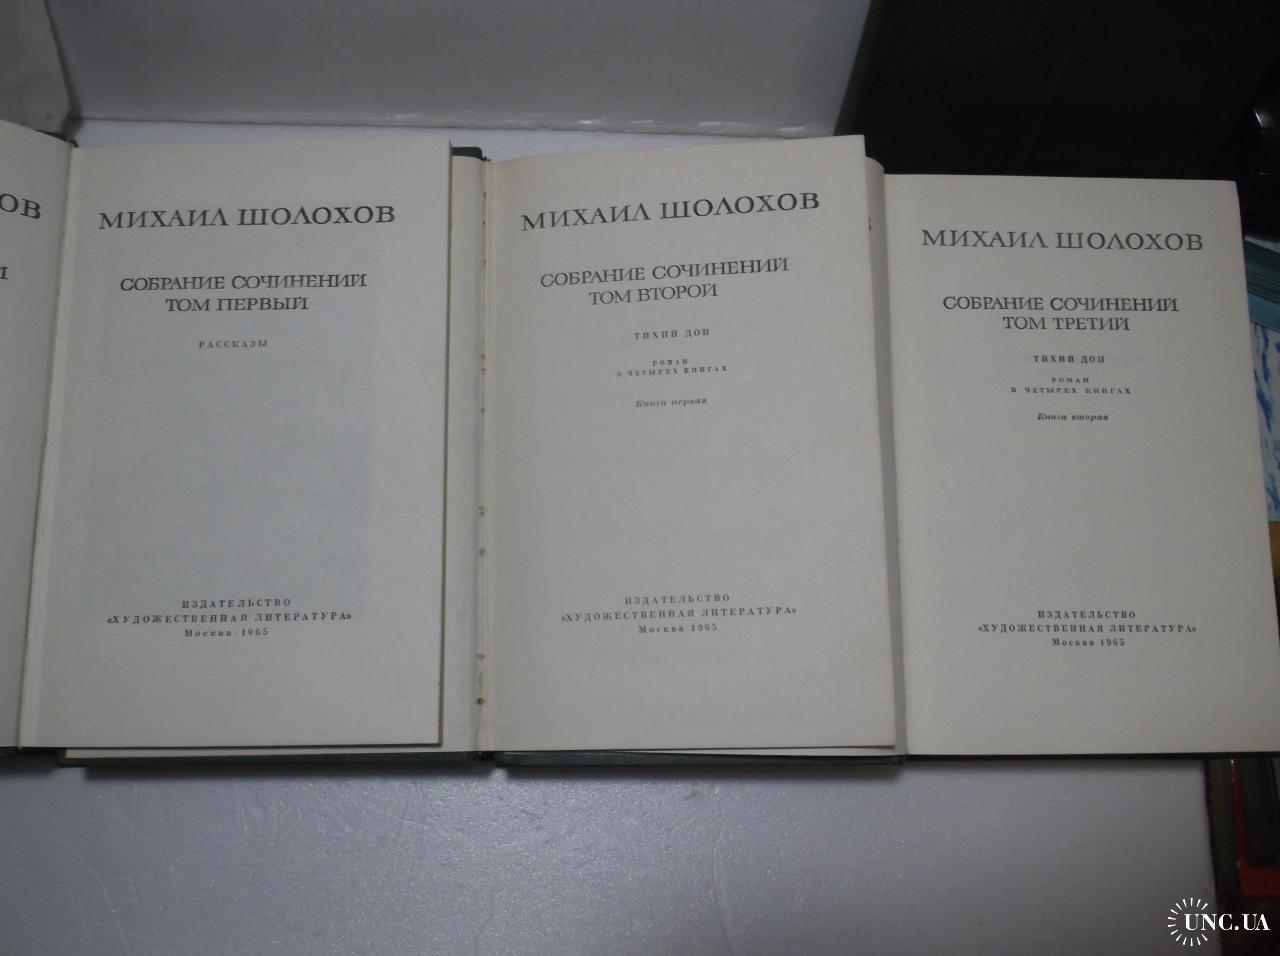 ОВ
И
МИХАИЛ ШОЛОХОВ
СОБРАНИЕ СОЧИНЕНИЙ
ТОМ ПЕРВЫЙ
РАССКАЗЫ
ИЗДАТЕЛЬСТВО
«ХУДОЖЕСТВЕННАЯ ЛИТЕРАТУРА»
Москва · 1965
МИХАИЛ ШОЛОХОВ
СОБРАНИЕ СОЧИНЕНИЙ
ТОМ ВТОРОЙ
ТИХИЙ ДОН
РОМАН
В ЧЕТЫРЕХ КНИГАХ
Книга первая
ИЗДАТЕЛЬСТВО
«ХУДОЖЕСТВЕННАЯ ЛИТЕРАТУРА»
Москва 1965
В
МИХАИЛ ШОЛОХОВ
СОБРАНИЕ СОЧИНЕНИЙ
ТОМ ТРЕТИЙ
ТИХИЙ ДОН
РОМАН
В ЧЕТЫРЕХ КНИГАХ
Книга вторая
ИЗДАТЕЛЬСТВО
«ХУДОЖЕСТВЕННАЯ ЛИТЕРАТУРА»
Москва 1965
UNC.UA